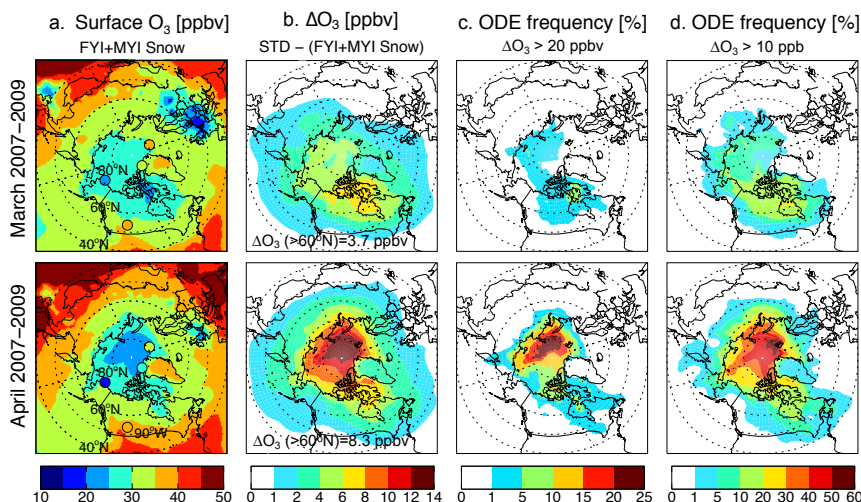 a. Surface O3 [ppbv]
FYI+MYI Snow
b. ΔO3 [ppbv]
STD – (FYI+MYI Snow)
c. ODE frequency [%]
ΔO3 > 20 ppbv
d. ODE frequency [%]
ΔO3 > 10 ppb
March 2007–2009
80°N
60°N
40°N
ΔO3 (>60°N)=3.7 ppbv
April 2007–2009
80°N
60°N
40°N
90°W
ΔO3 (>60°N)=8.3 ppbv
10 20 25 30 35 40 50
0 1 2 4 6 8 10 12 14
0 1 5 10 15 20 25
0 1 5 10 20 30 40 50 60